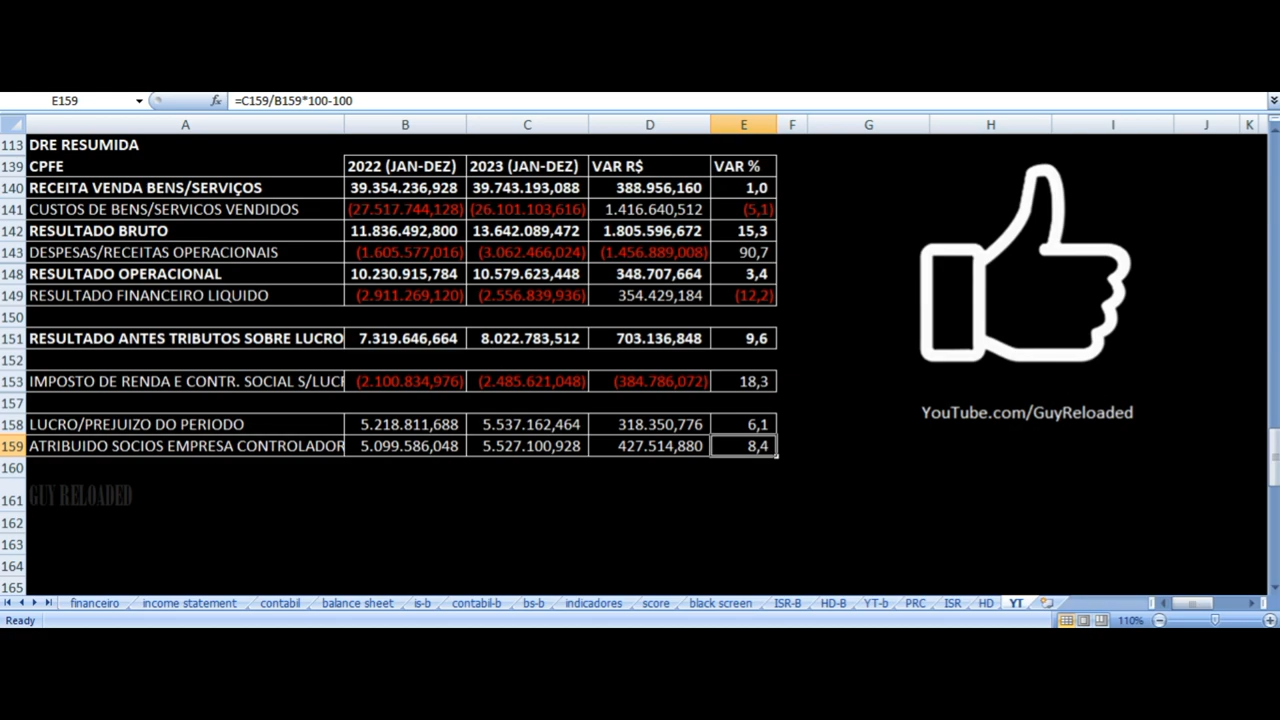 E159 fx =C159/B159*100-100
A B C D E F G H I J K
113 DRE RESUMIDA
139 CPFE 2022 (JAN-DEZ) 2023 (JAN-DEZ) VAR R$ VAR %
140 RECEITA VENDA BENS/SERVIÇOS 39.354.236,928 39.743.193,088 388.956,160 1,0
141 CUSTOS DE BENS/SERVICOS VENDIDOS (27.517.744,128) (26.101.103,616) 1.416.640,512 (5,1)
142 RESULTADO BRUTO 11.836.492,800 13.642.089,472 1.805.596,672 15,3
143 DESPESAS/RECEITAS OPERACIONAIS (1.605.577,016) (3.062.466,024) (1.456.889,008) 90,7
148 RESULTADO OPERACIONAL 10.230.915,784 10.579.623,448 348.707,664 3,4
149 RESULTADO FINANCEIRO LIQUIDO (2.911.269,120) (2.556.839,936) 354.429,184 (12,2)
150
151 RESULTADO ANTES TRIBUTOS SOBRE LUCRO 7.319.646,664 8.022.783,512 703.136,848 9,6
152
153 IMPOSTO DE RENDA E CONTR. SOCIAL S/LUCR (2.100.834,976) (2.485.621,048) (384.786,072) 18,3
157
158 LUCRO/PREJUIZO DO PERIODO 5.218.811,688 5.537.162,464 318.350,776 6,1
159 ATRIBUIDO SOCIOS EMPRESA CONTROLADOR 5.099.586,048 5.527.100,928 427.514,880 8,4
YouTube.com/GuyReloaded
160
161 GUY RELOADED
162
163
164
165
financeiro income statement contabil balance sheet is-b contabil-b bs-b indicadores score black screen ISR-B HD-B YT-b PRC ISR HD YT
Ready 110%